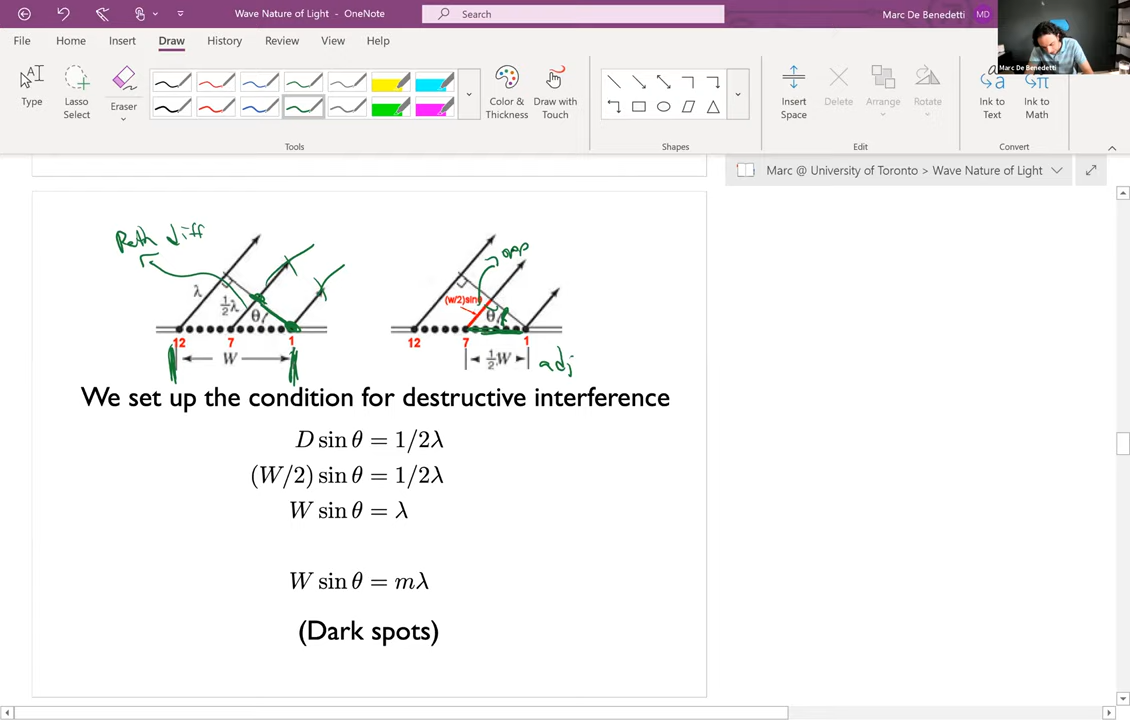 Wave Nature of Light - OneNote
Search
Marc De Benedetti
MD
File Home Insert Draw History Review View Help
Marc De Benedetti
Type
Lasso Select
Eraser
Color & Thickness
Draw with Touch
Insert Space
Delete
Arrange
Rotate
Ink to Text
Ink to Math
Tools
Shapes
Edit
Convert
Marc @ University of Toronto > Wave Nature of Light
Path diff
λ
½λ
θ
12 7 1
W
opp
(w/2)sinθ
θ
12 7 1
½W
adj
We set up the condition for destructive interference
D sin θ = 1/2λ
(W/2) sin θ = 1/2λ
W sin θ = λ
W sin θ = mλ
(Dark spots)